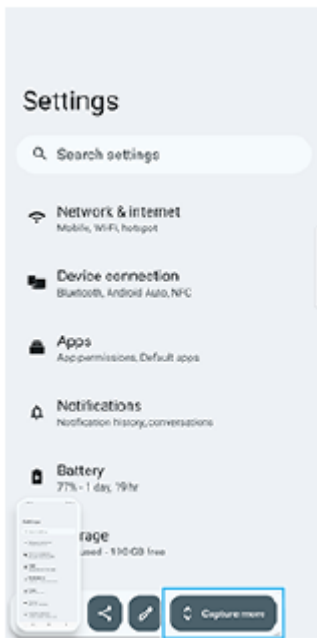 Settings
Search settings
Network & internet
Mobile, Wi-Fi, hotspot
Device connection
Bluetooth, Android Auto, NFC
Apps
App permissions, Default apps
Notifications
Notification history, conversations
Battery
77% - 1 day, 19 hr
rage
used - 110 GB free
Capture more